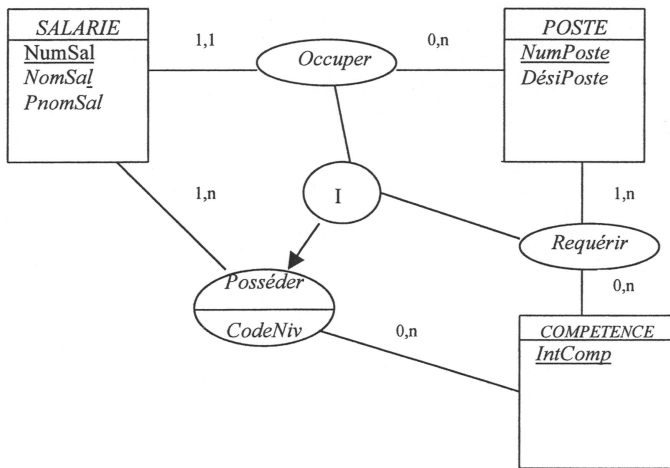 SALARIE
NumSal
NomSal
PnomSal
1,1
Occuper
0,n
POSTE
NumPoste
DésiPoste
1,n
I
1,n
Requérir
0,n
Posséder
CodeNiv
0,n
COMPETENCE
IntComp